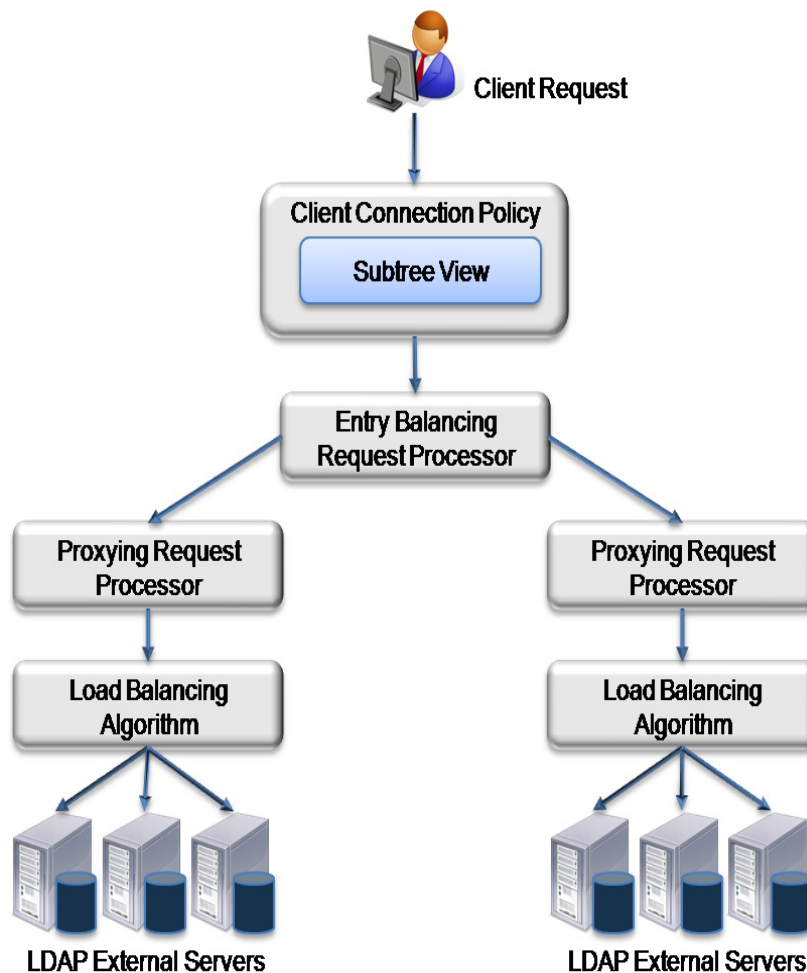 Client Request
Client Connection Policy
Subtree View
Entry Balancing
Request Processor
Proxying Request
Processor
Proxying Request
Processor
Load Balancing
Algorithm
Load Balancing
Algorithm
LDAP External Servers
LDAP External Servers